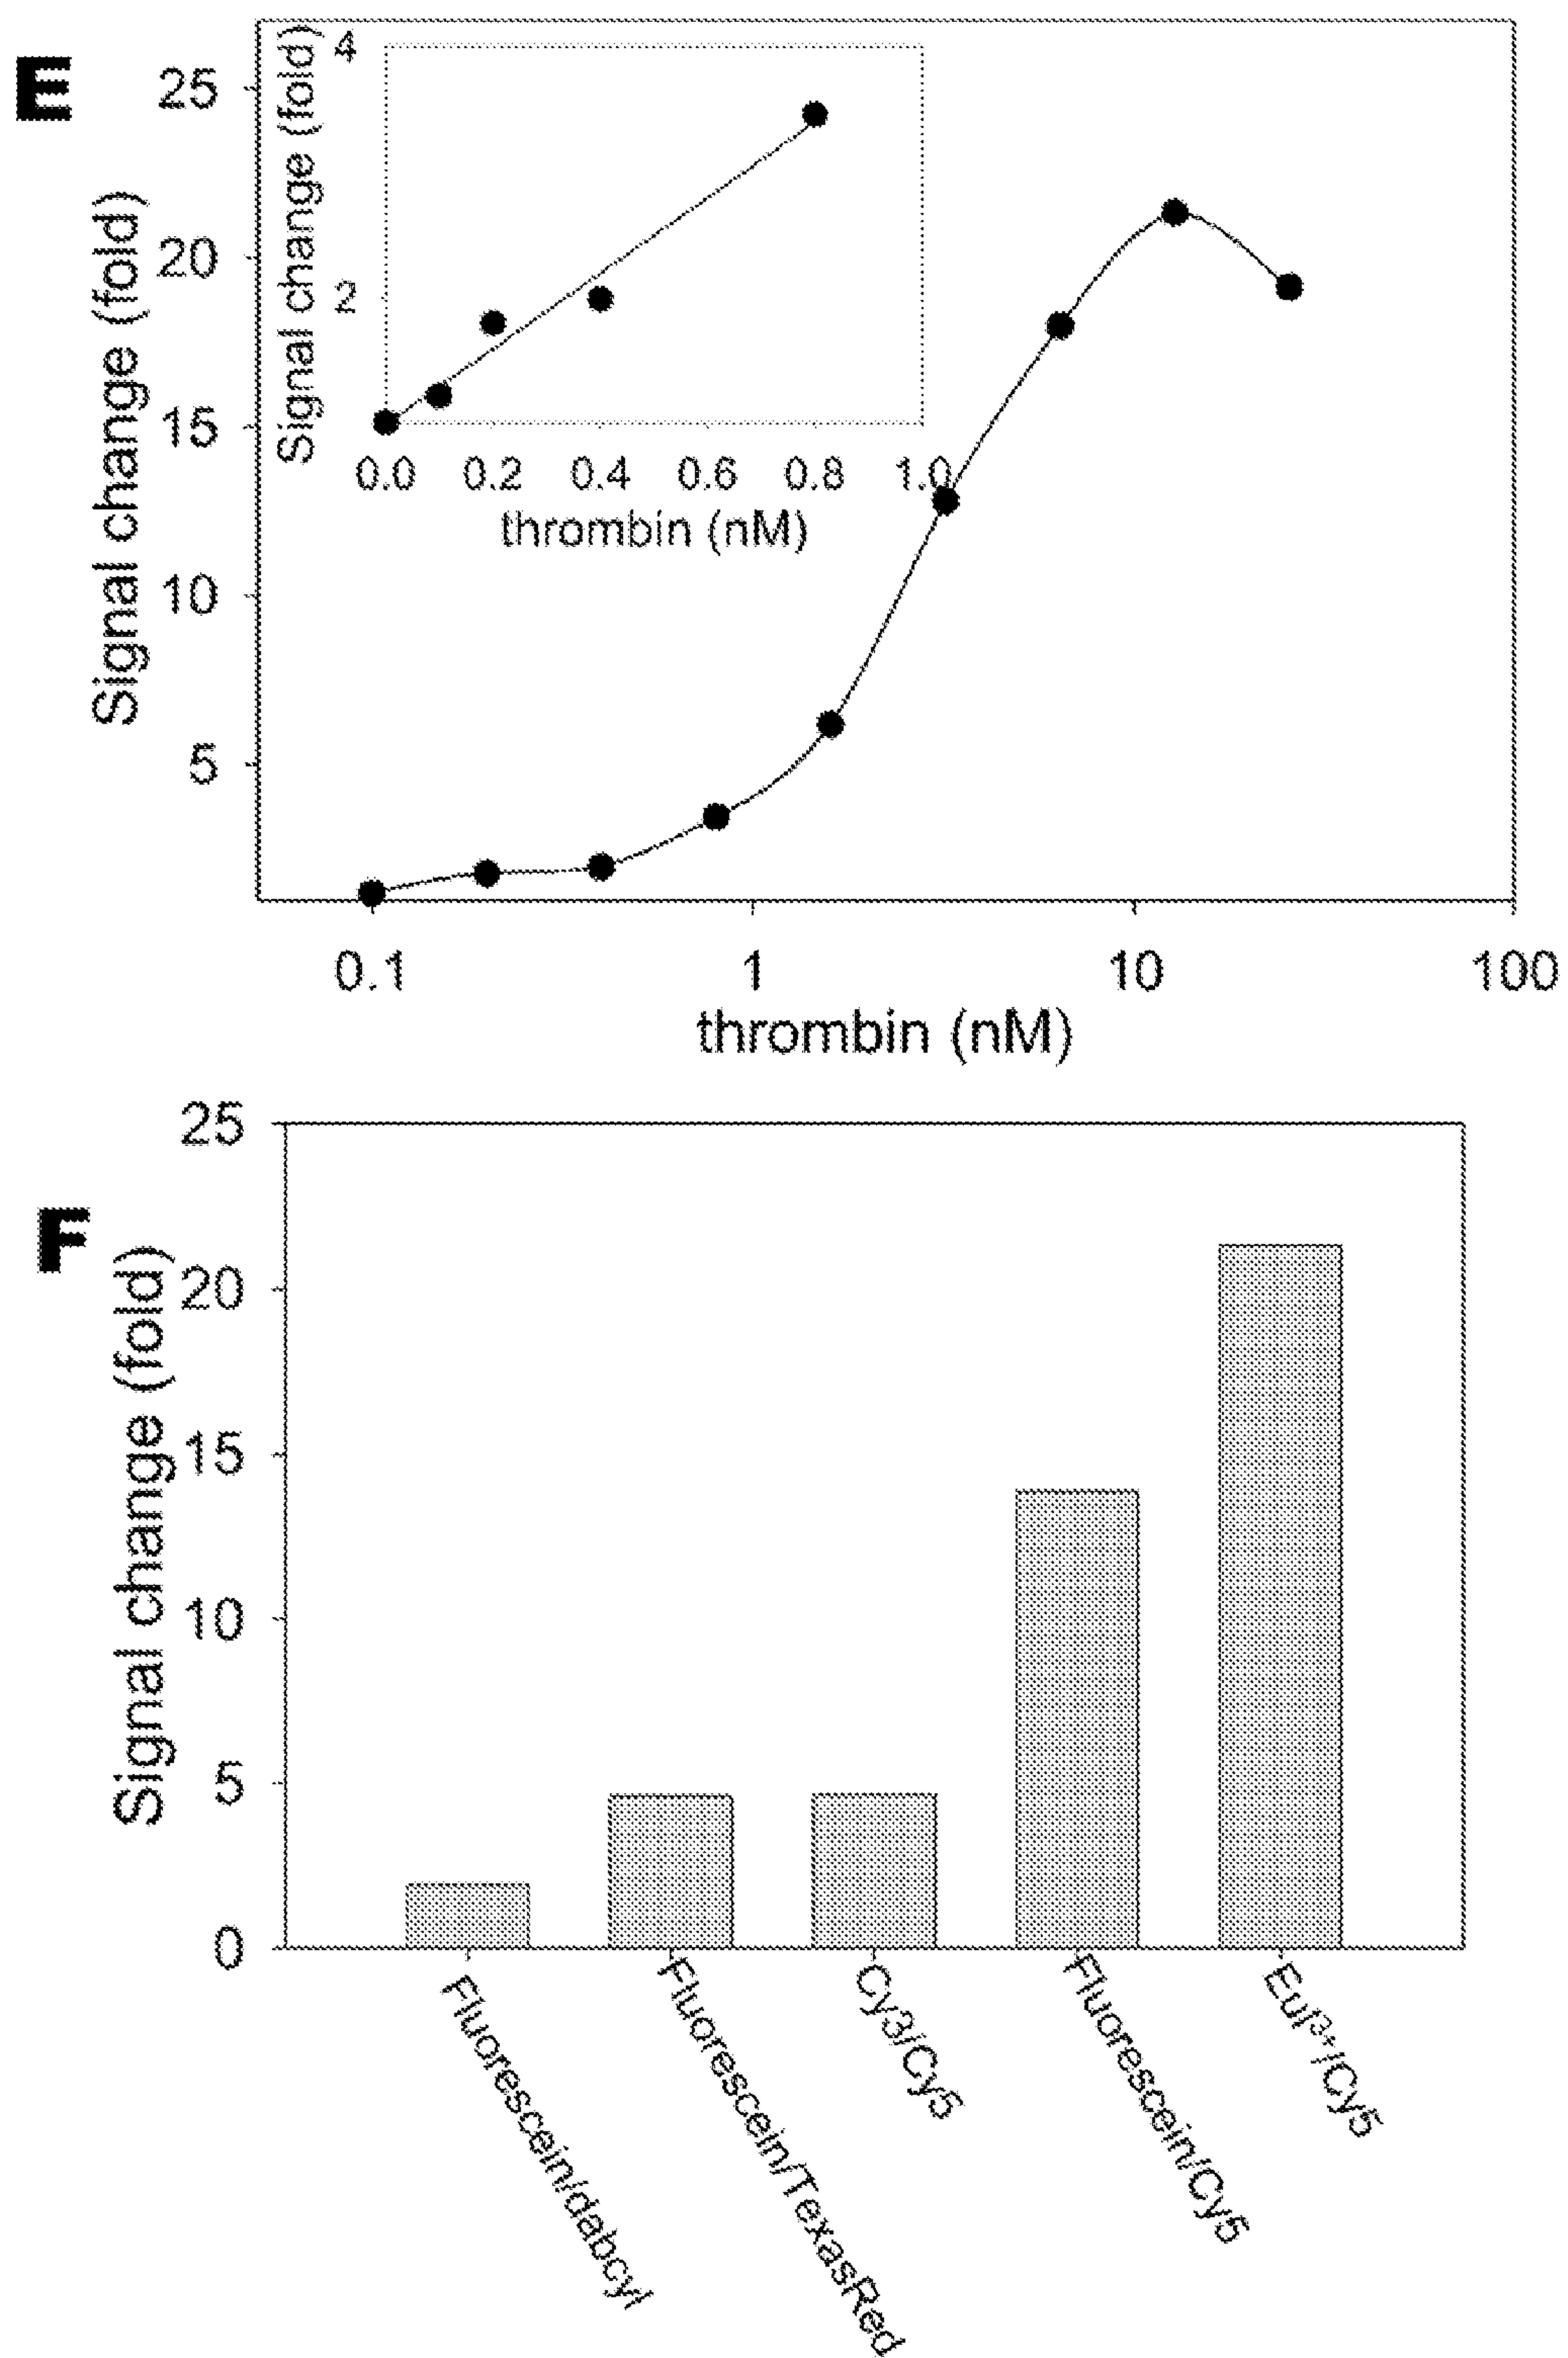 E
Signal change (fold)
25
20
15
10
5
Signal change (fold)
4
2
0.0 0.2 0.4 0.6 0.8 1.0
thrombin (nM)
0.1 1 10 100
thrombin (nM)
F
Signal change (fold)
25
20
15
10
5
0
Fluorescein/dabcyl
Fluorescein/TexasRed
Cy3/Cy5
Fluorescein/Cy5
/Cy5